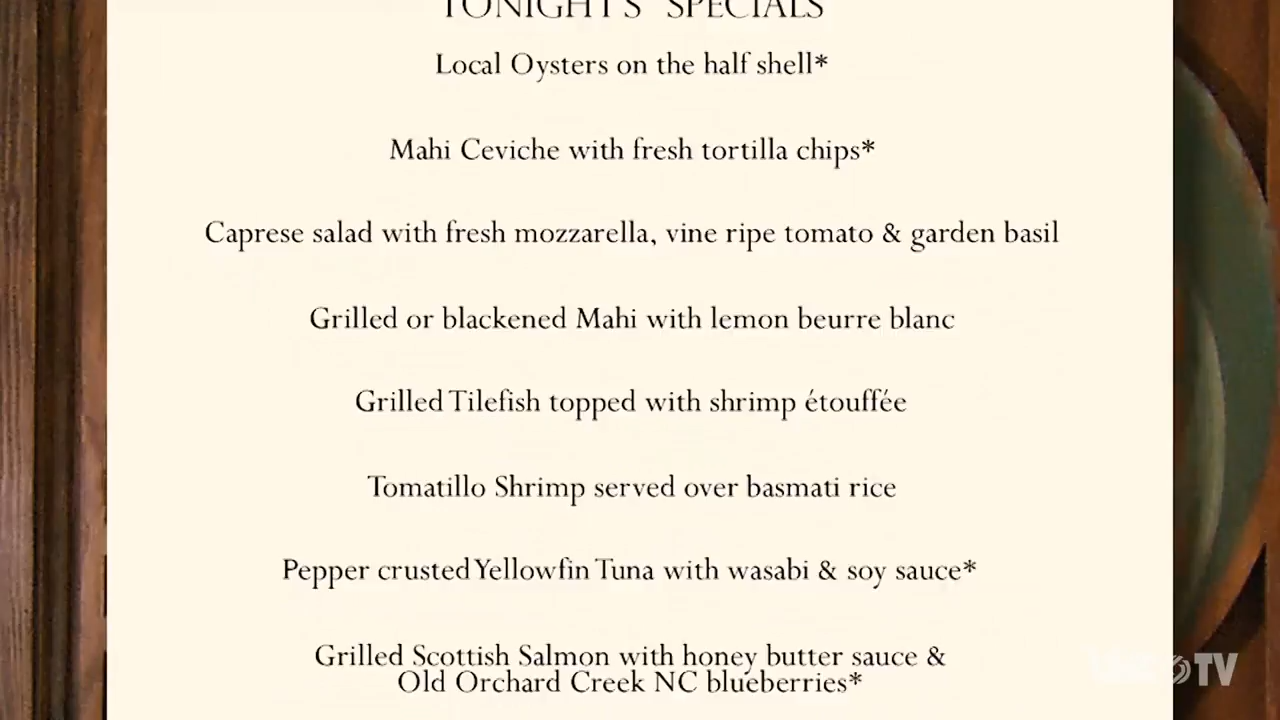 TONIGHT'S SPECIALS
Local Oysters on the half shell*
Mahi Ceviche with fresh tortilla chips*
Caprese salad with fresh mozzarella, vine ripe tomato & garden basil
Grilled or blackened Mahi with lemon beurre blanc
Grilled Tilefish topped with shrimp étouffée
Tomatillo Shrimp served over basmati rice
Pepper crusted Yellowfin Tuna with wasabi & soy sauce*
Grilled Scottish Salmon with honey butter sauce &
Old Orchard Creek NC blueberries*
TV